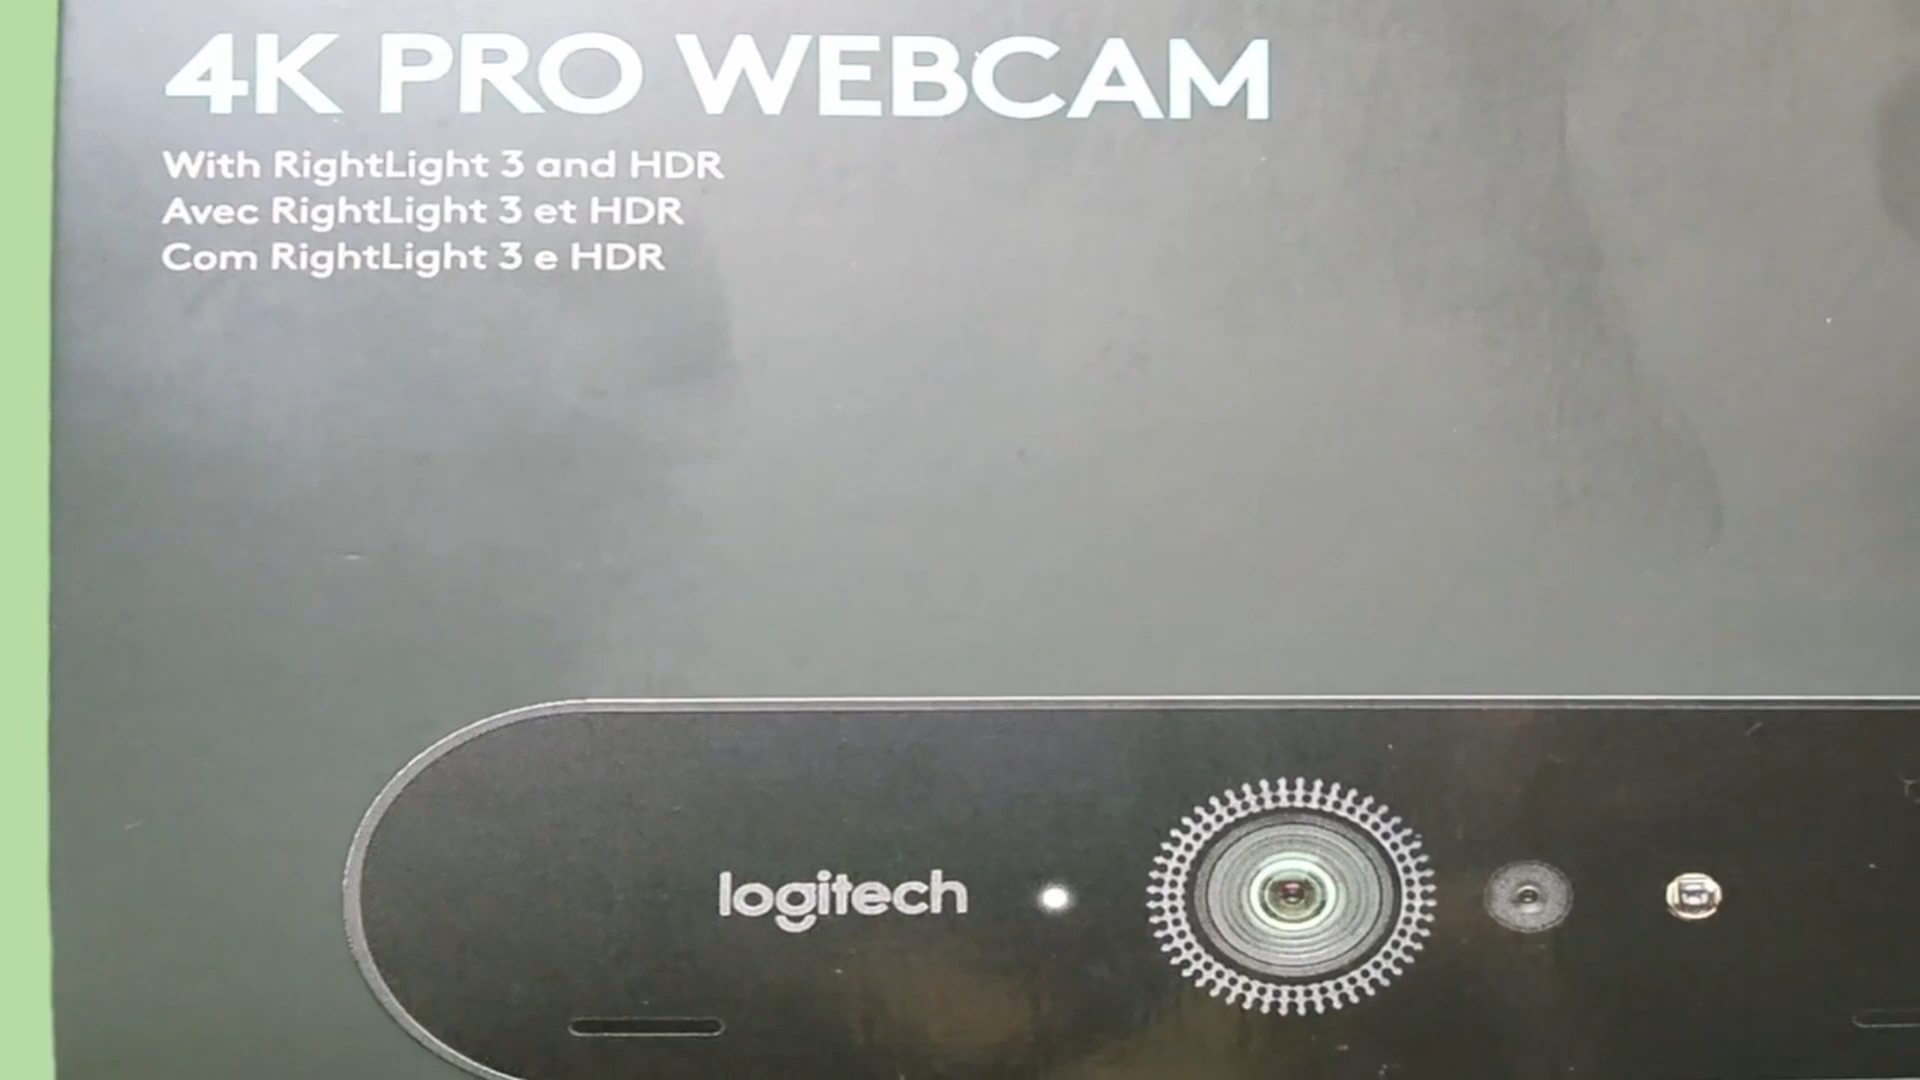 4K PRO WEBCAM
With RightLight 3 and HDR
Avec RightLight 3 et HDR
Com RightLight 3 e HDR
logitech